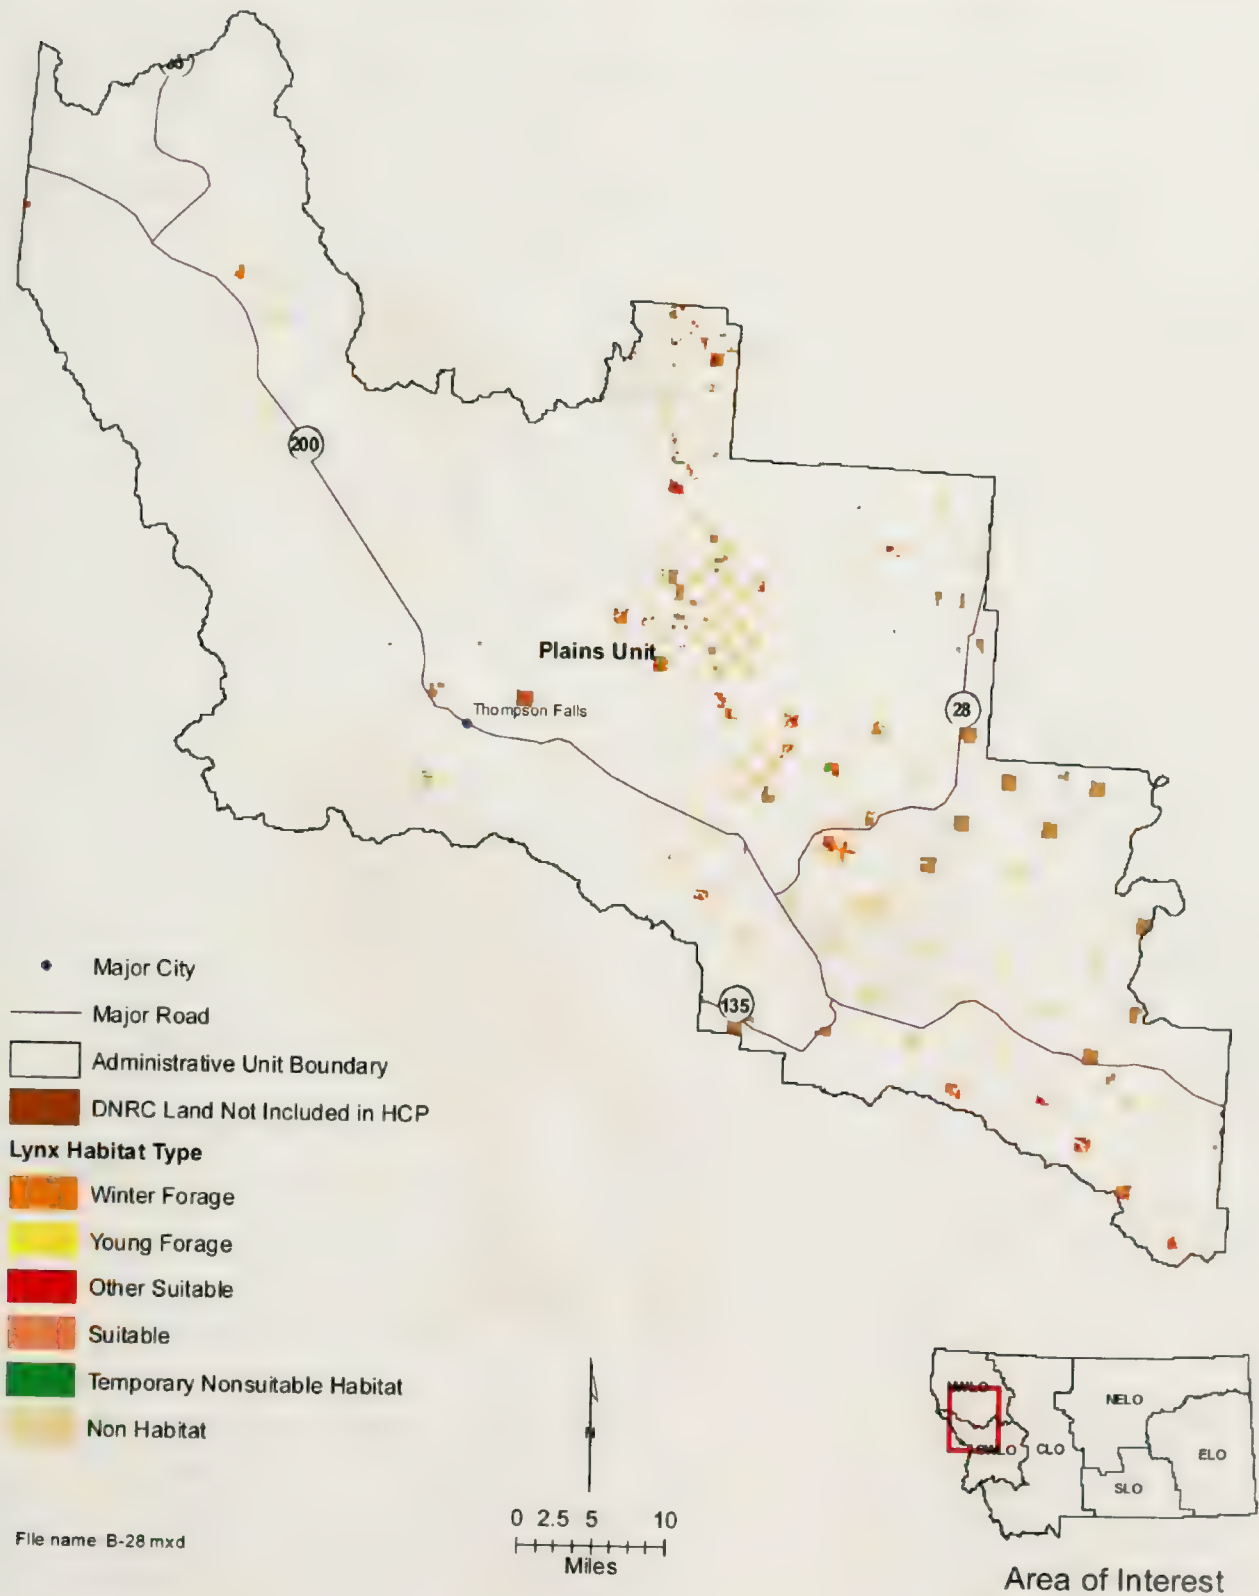 200
Plains Unit
Thompson Falls
28
135
Major City
Major Road
Administrative Unit Boundary
DNRC Land Not Included in HCP
Lynx Habitat Type
Winter Forage
Young Forage
Other Suitable
Suitable
Temporary Nonsuitable Habitat
Non Habitat
NELO
CLO
ELO
SLO
0 2.5 5 10
Miles
File name B-28 mxd
Area of Interest